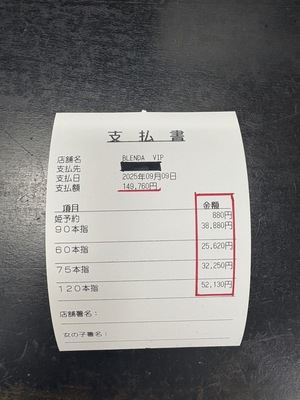 支払書
店舗名 BLENDA VIP
支払先
支払日 2025年09月09日
支払額 149,760円
項目 金額
姫予約 880円
90本指 38,880円
60本指 25,620円
75本指 32,250円
120本指 52,130円
店舗署名:
女の子署名: